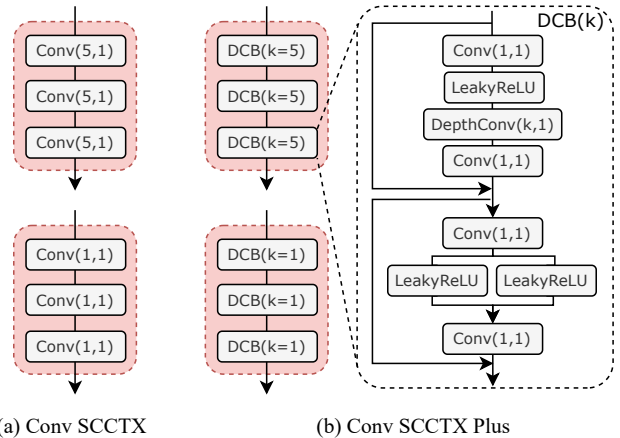 Conv(5,1)
Conv(5,1)
Conv(5,1)
Conv(1,1)
Conv(1,1)
Conv(1,1)
(a) Conv SCCTX
DCB(k=5)
DCB(k=5)
DCB(k=5)
DCB(k=1)
DCB(k=1)
DCB(k=1)
DCB(k)
Conv(1,1)
LeakyReLU
DepthConv(k,1)
Conv(1,1)
Conv(1,1)
LeakyReLU LeakyReLU
Conv(1,1)
(b) Conv SCCTX Plus